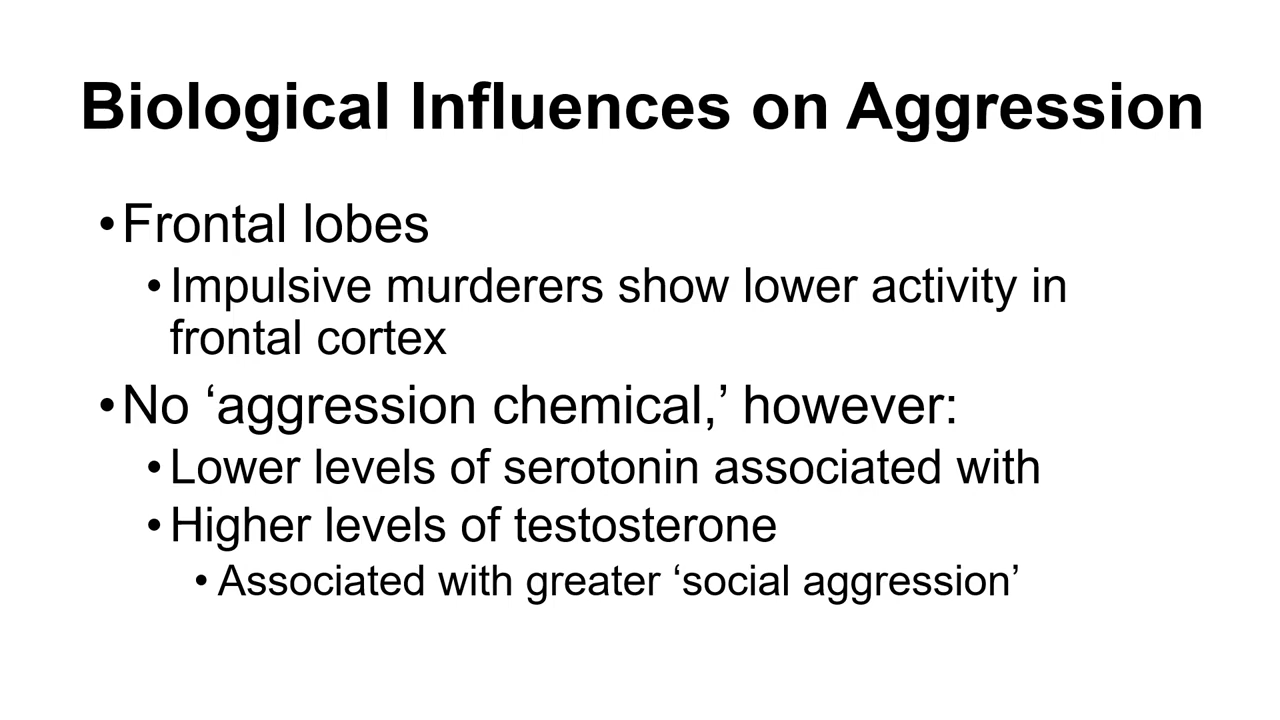 Biological Influences on Aggression
•Frontal lobes
•Impulsive murderers show lower activity in
frontal cortex
•No ‘aggression chemical,’ however:
•Lower levels of serotonin associated with
•Higher levels of testosterone
•Associated with greater ‘social aggression’